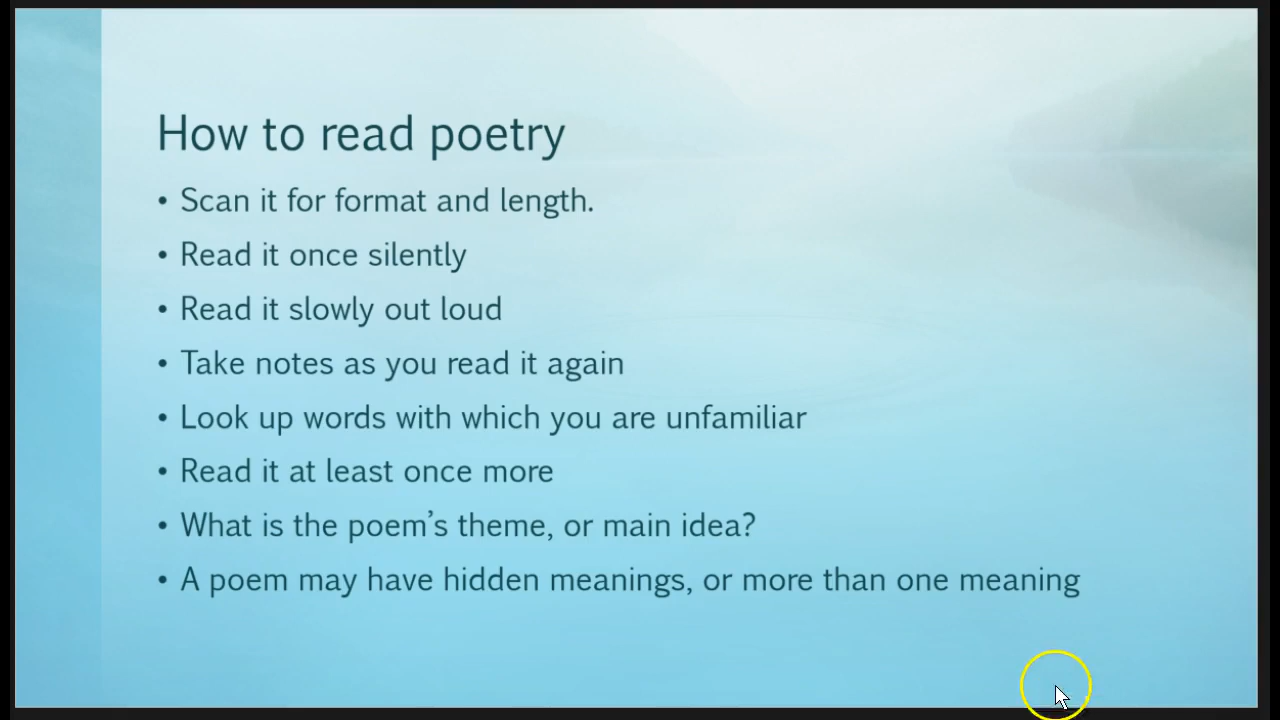 How to read poetry
• Scan it for format and length.
• Read it once silently
• Read it slowly out loud
• Take notes as you read it again
• Look up words with which you are unfamiliar
• Read it at least once more
• What is the poem’s theme, or main idea?
• A poem may have hidden meanings, or more than one meaning